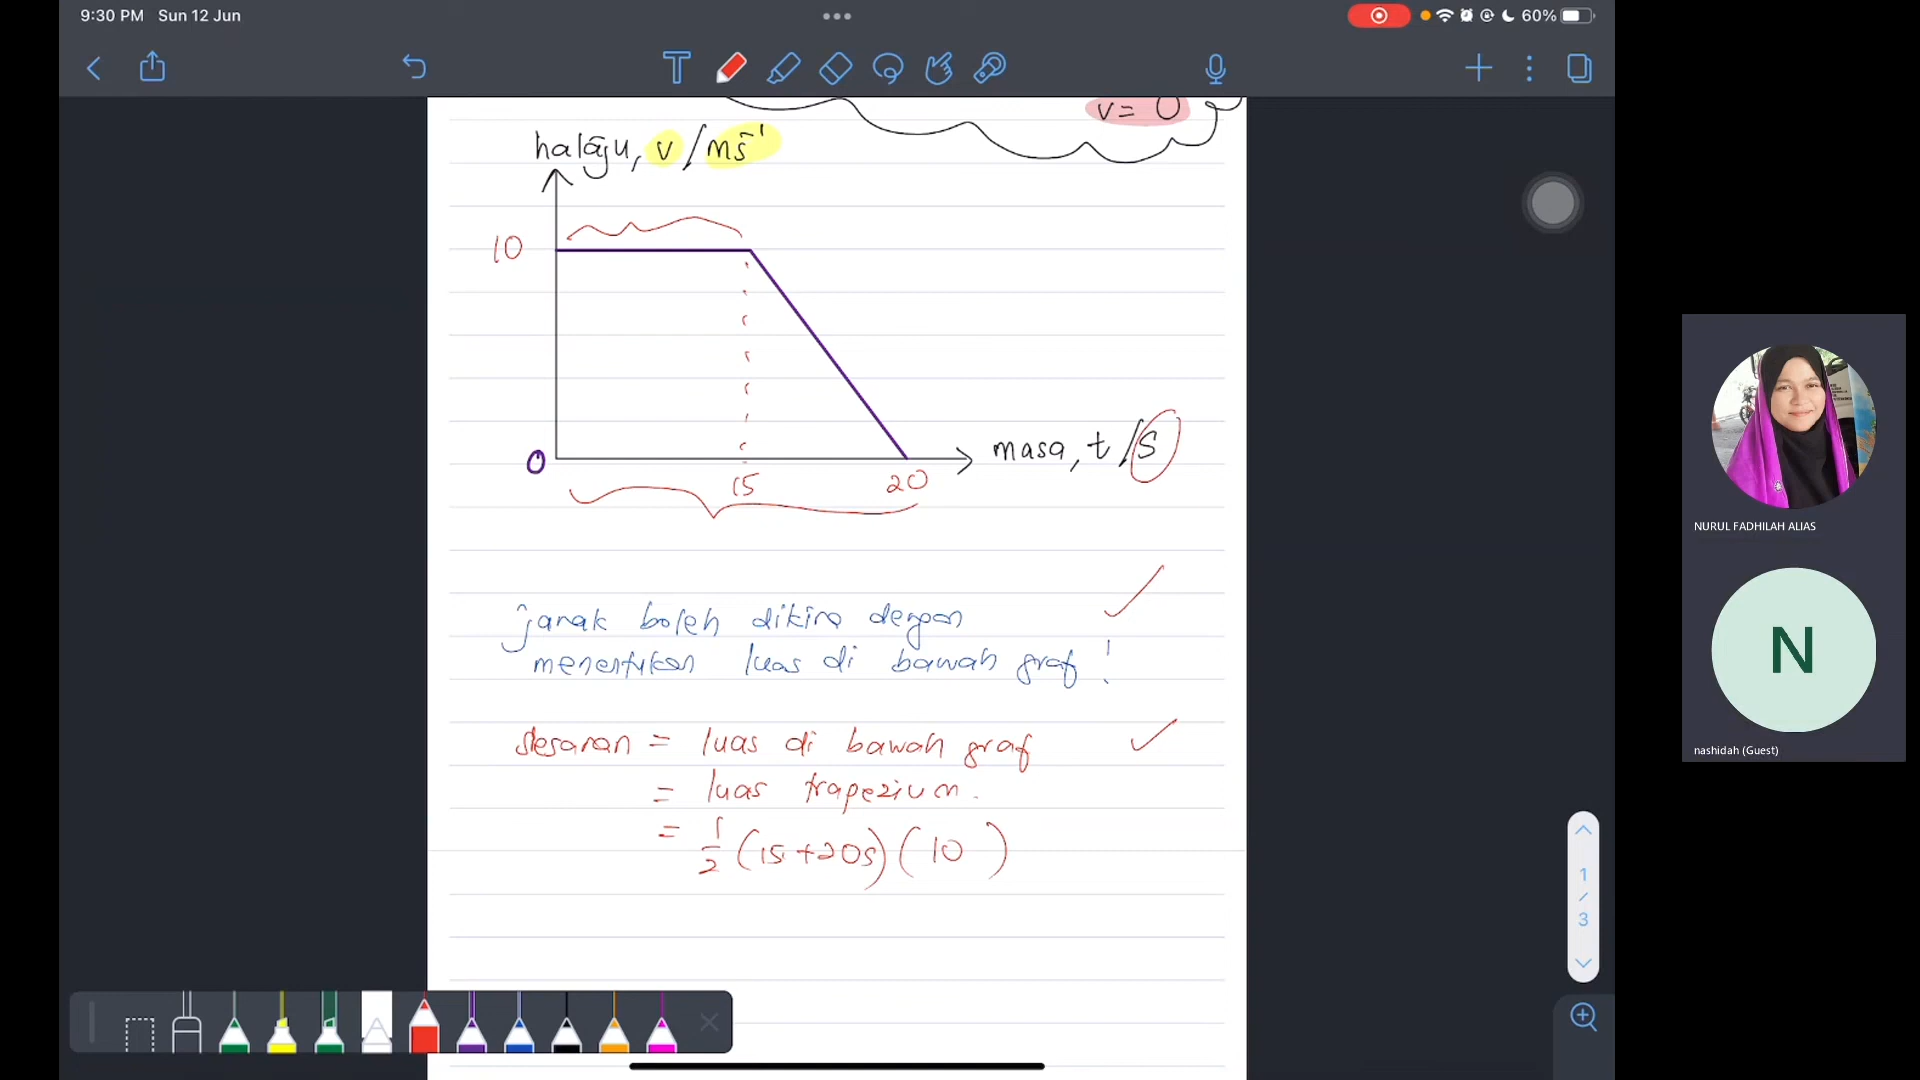 9:30 PM Sun 12 Jun
60%
v = 0
halaju, v/ms⁻¹
10
0
15
20
masa, t/s
jarak boleh dikira dengan
menentukan luas di bawah graf!
= luas di bawah graf
= luas trapezium.
= 1/2 (15 + 20s) (10 )
NURUL FADHILAH ALIAS
N
nashidah (Guest)
1
/
3